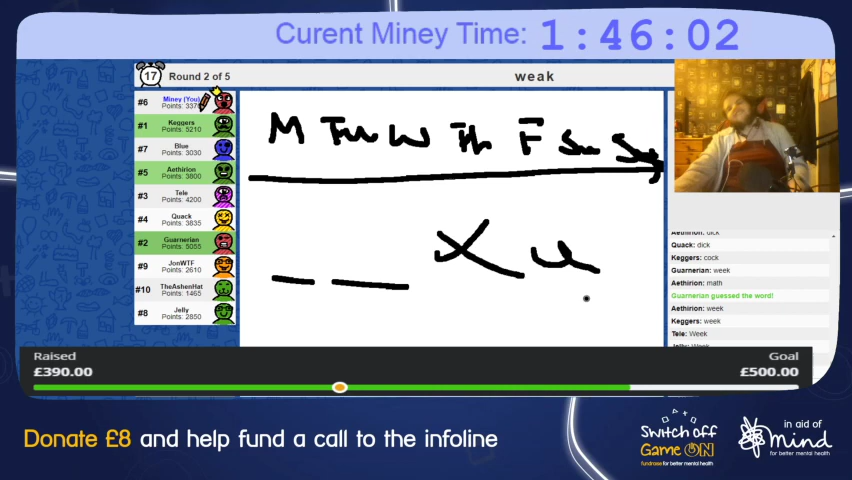 Curent Miney Time: 1:46:02
17 Round 2 of 5
weak
#6 Miney (You)
Points: 3375
#1 Keggers
Points: 5210
#7 Blue
Points: 3030
#5 Aethirion
Points: 3800
#3 Tele
Points: 4200
#4 Quack
Points: 3835
#2 Guarnerian
Points: 5055
#9 JonWTF
Points: 2610
#10 TheAshenHat
Points: 1465
#8 Jelly
Points: 2850
M Tu W Th F Sa Su
Aethirion: dick
Quack: dick
Keggers: cock
Guarnerian: week
Aethirion: math
Guarnerian guessed the word!
Aethirion: week
Keggers: week
Tele: Week
Jelly: Week
Raised
£390.00
Goal
£500.00
Donate £8 and help fund a call to the infoline
Switch off
Game ON
fundraise for better mental health
in aid of
mind
for better mental health